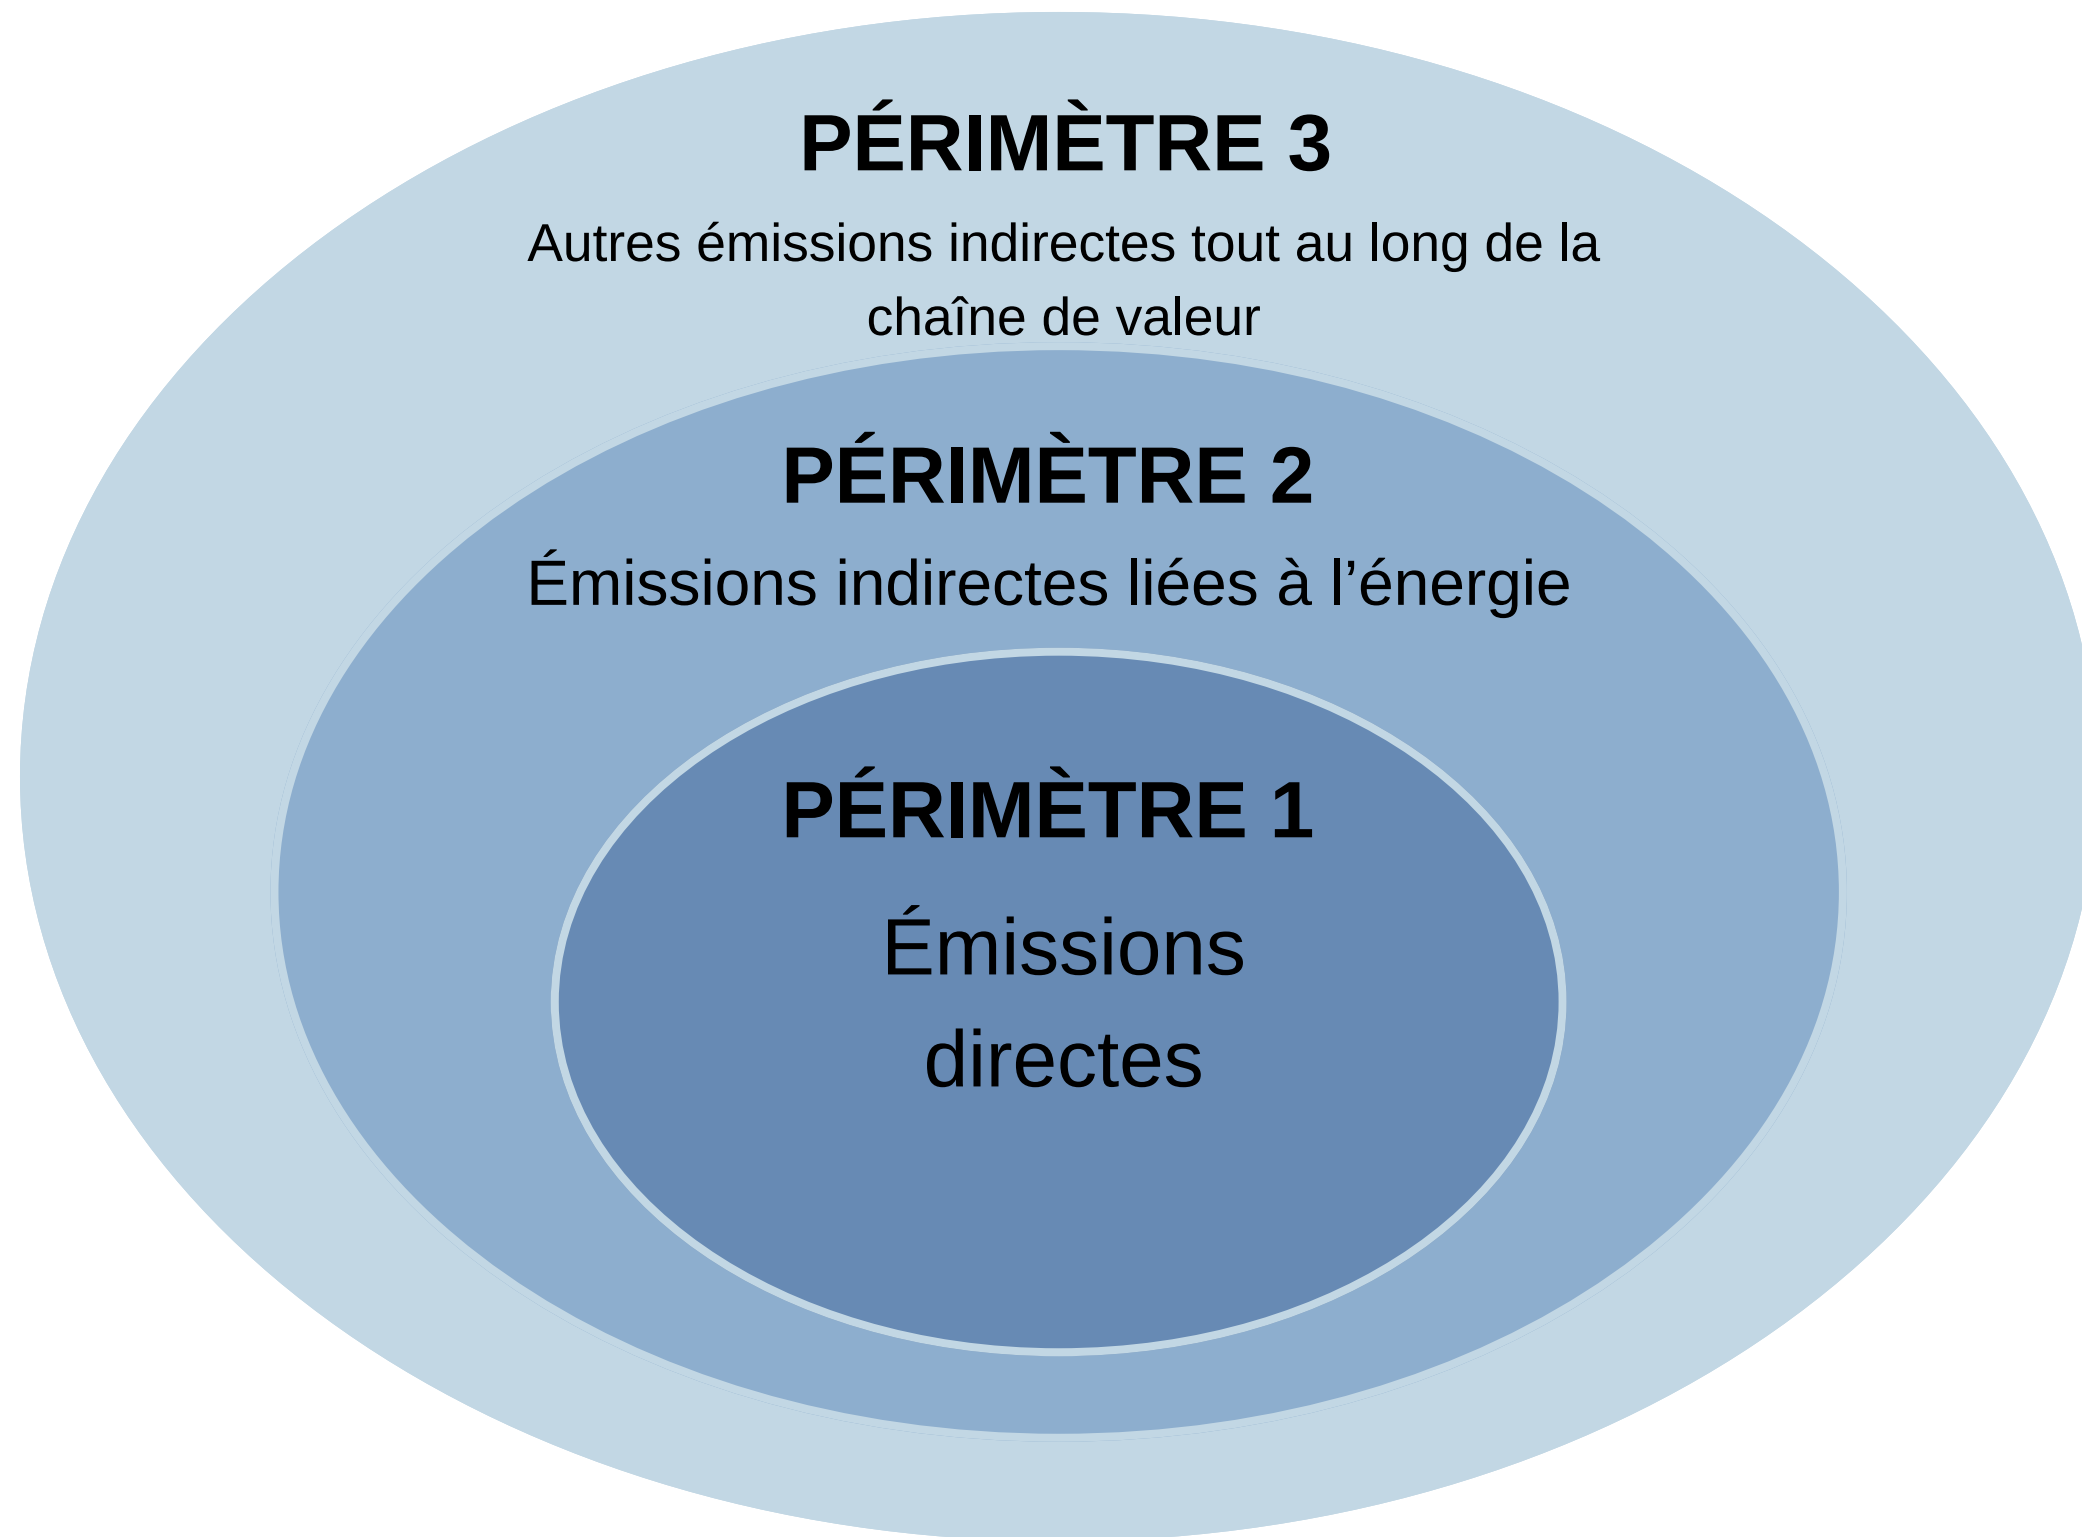 PÉRIMÈTRE 3
Autres émissions indirectes tout au long de la
chaîne de valeur
PÉRIMÈTRE 2
Émissions indirectes liées à l’énergie
PÉRIMÈTRE 1
Émissions
directes